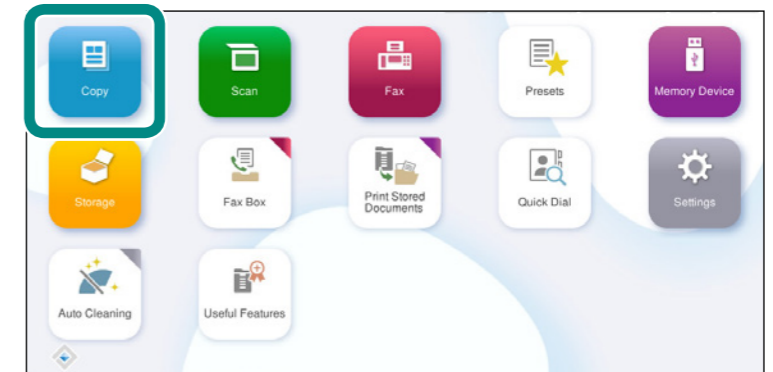 Copy
Scan
Fax
Presets
Memory Device
Storage
Fax Box
Print Stored
Documents
Quick Dial
Settings
Auto Cleaning
Useful Features